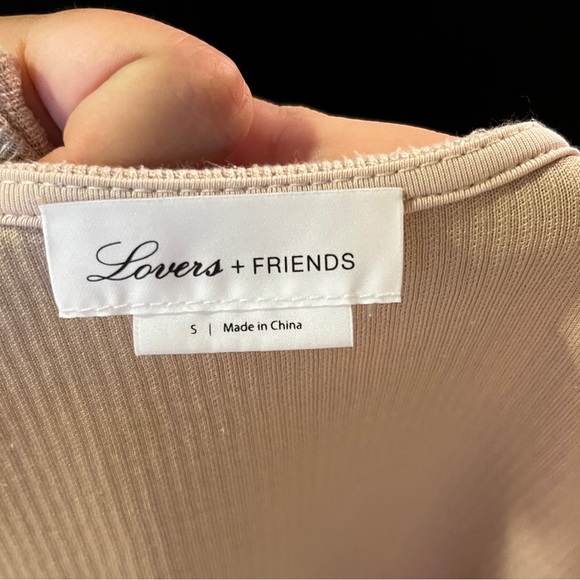 Lovers + FRIENDS
S | Made in China